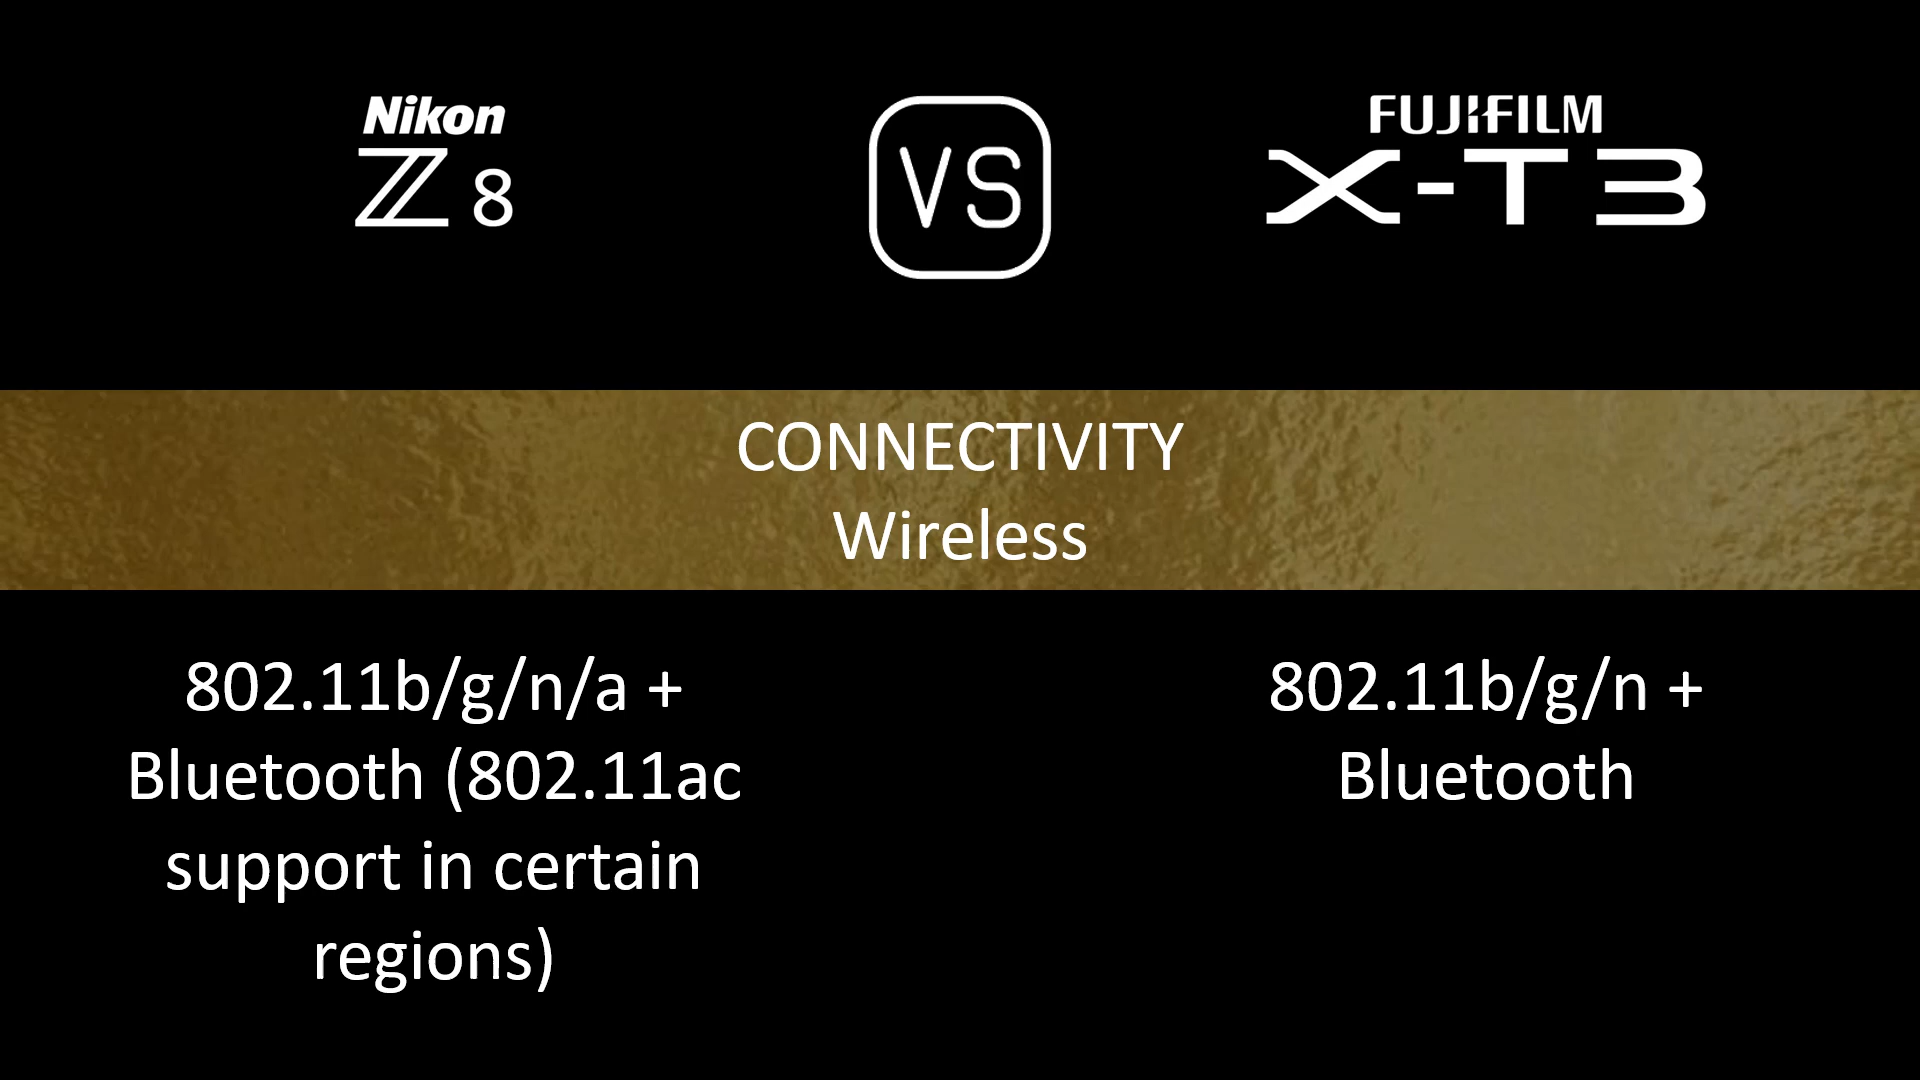 Nikon
Z 8
VS
FUJIFILM
X-T3
CONNECTIVITY
Wireless
802.11b/g/n/a +
Bluetooth (802.11ac
support in certain
regions)
802.11b/g/n +
Bluetooth